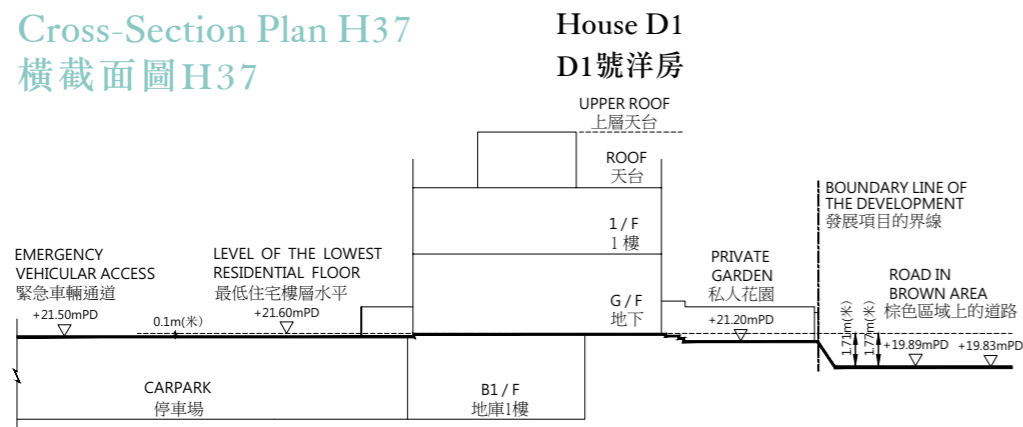 Cross-Section Plan H37
橫截面圖H37
House D1
D1號洋房
UPPER ROOF
上層天台
ROOF
天台
1 / F
1 樓
G / F
地下
EMERGENCY
VEHICULAR ACCESS
緊急車輛通道
+21.50mPD
0.1m(米)
LEVEL OF THE LOWEST
RESIDENTIAL FLOOR
最低住宅樓層水平
+21.60mPD
PRIVATE
GARDEN
私人花園
+21.20mPD
BOUNDARY LINE OF
THE DEVELOPMENT
發展項目的界線
ROAD IN
BROWN AREA
棕色區域上的道路
1.71m(米)
1.77m(米)
+19.89mPD
+19.83mPD
CARPARK
停車場
B1 / F
地庫1樓